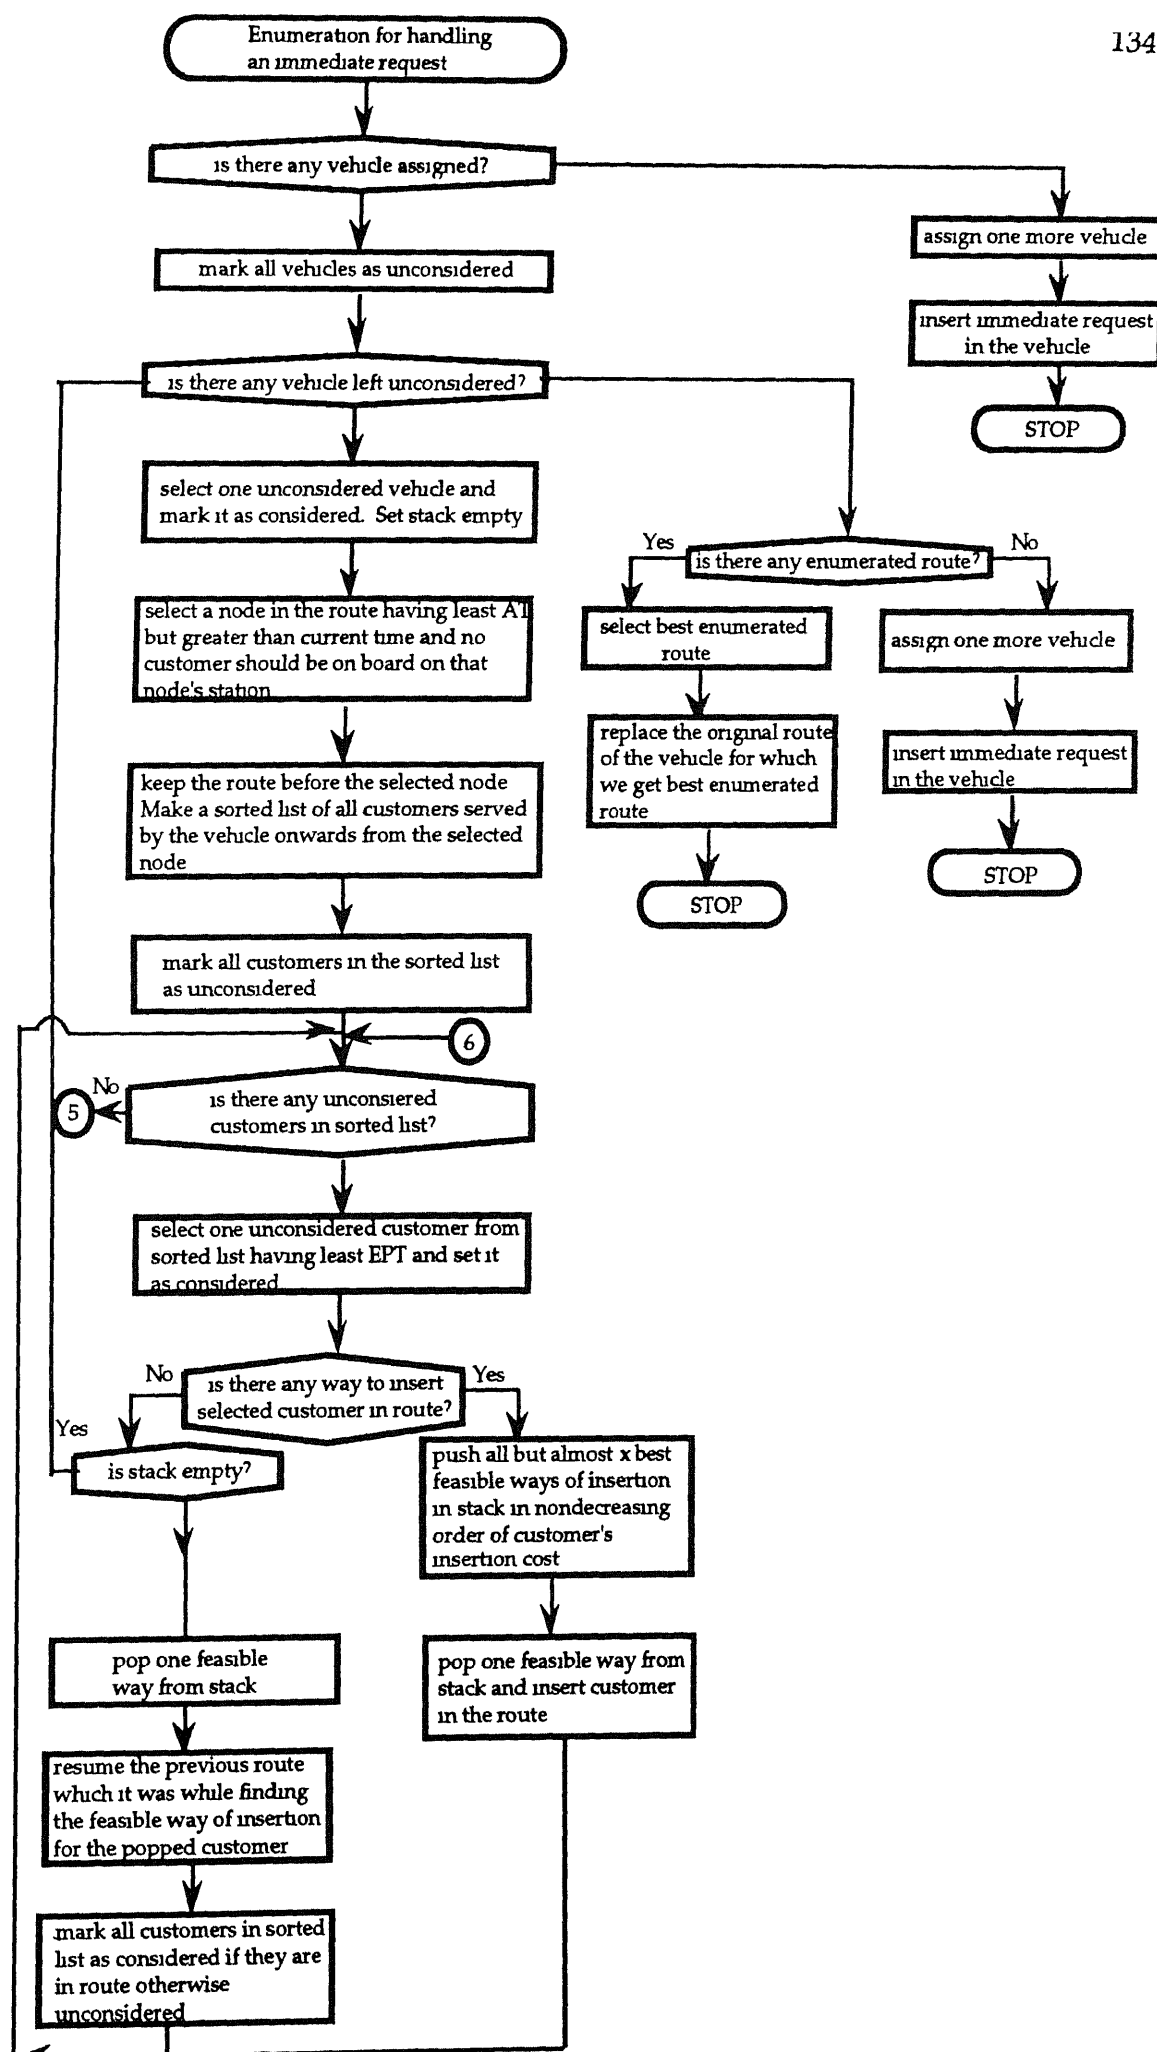 134
Enumeration for handling
an immediate request
is there any vehicle assigned?
assign one more vehicle
mark all vehicles as unconsidered
insert immediate request
in the vehicle
is there any vehicle left unconsidered?
STOP
select one unconsidered vehicle and
mark it as considered. Set stack empty
Yes
No
is there any enumerated route?
select a node in the route having least AT
but greater than current time and no
customer should be on board on that
node's station
select best enumerated
route
assign one more vehicle
replace the original route
of the vehicle for which
we get best enumerated
route
insert immediate request
in the vehicle
keep the route before the selected node
Make a sorted list of all customers served
by the vehicle onwards from the selected
node
STOP
STOP
mark all customers in the sorted list
as unconsidered
6
No
5
is there any unconsiered
customers in sorted list?
select one unconsidered customer from
sorted list having least EPT and set it
as considered
No
Yes
is there any way to insert
selected customer in route?
Yes
is stack empty?
push all but almost x best
feasible ways of insertion
in stack in nondecreasing
order of customer's
insertion cost
pop one feasible
way from stack
pop one feasible way from
stack and insert customer
in the route
resume the previous route
which it was while finding
the feasible way of insertion
for the popped customer
mark all customers in sorted
list as considered if they are
in route otherwise
unconsidered